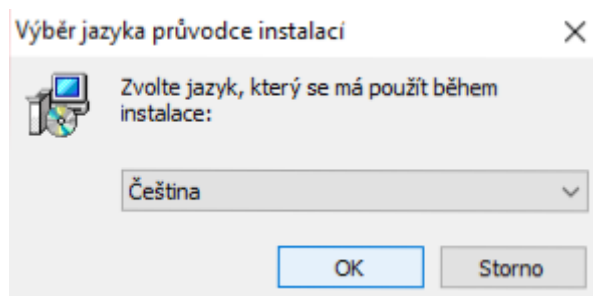 Výběr jazyka průvodce instalací
Zvolte jazyk, který se má použít během
instalace:
Čeština
OK
Storno